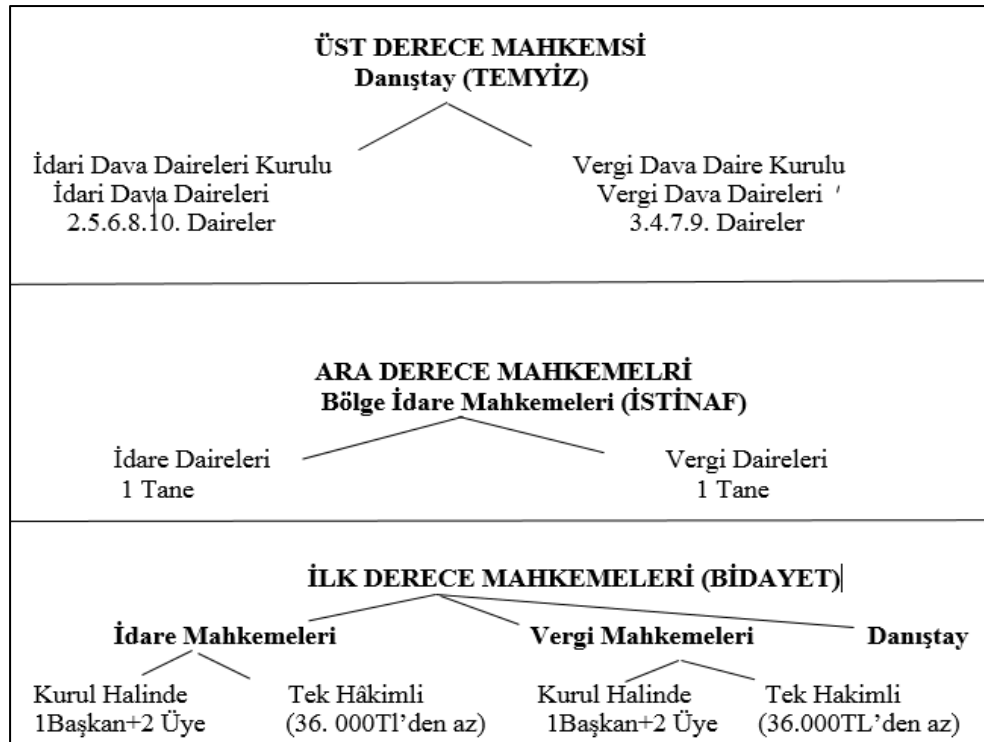 ÜST DERECE MAHKEMSİ
Danıştay (TEMYİZ)
İdari Dava Daireleri Kurulu
İdari Dava Daireleri
2.5.6.8.10. Daireler
Vergi Dava Daire Kurulu
Vergi Dava Daireleri
3.4.7.9. Daireler
ARA DERECE MAHKEMELRİ
Bölge İdare Mahkemeleri (İSTİNAF)
İdare Daireleri
1 Tane
Vergi Daireleri
1 Tane
İLK DERECE MAHKEMELERİ (BİDAYET)
İdare Mahkemeleri
Vergi Mahkemeleri
Danıştay
Kurul Halinde
1Başkan+2 Üye
Tek Hâkimli
(36. 000Tl’den az)
Kurul Halinde
1Başkan+2 Üye
Tek Hakimli
(36.000TL’den az)